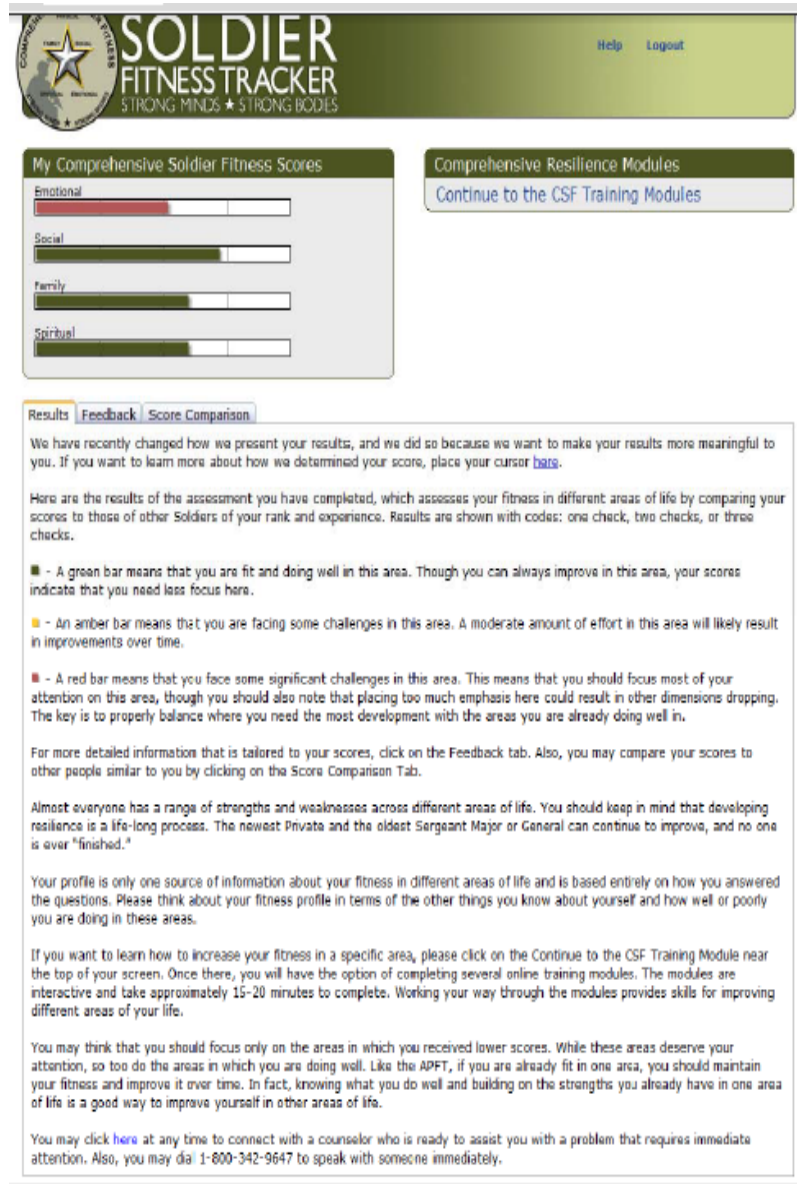 COMPREHENSIVE
FITNESS
SOLDIER
FITNESS TRACKER
STRONG MINDS ★ STRONG BODIES
STRONG MINDS
Help Logout
My Comprehensive Soldier Fitness Scores
Emotional
Social
Family
Spiritual
Comprehensive Resilience Modules
Continue to the CSF Training Modules
Results Feedback Score Comparison
We have recently changed how we present your results, and we did so because we want to make your results more meaningful to
you. If you want to learn more about how we determined your score, place your cursor here.
Here are the results of the assessment you have completed, which assesses your fitness in different areas of life by comparing your
scores to those of other Soldiers of your rank and experience. Results are shown with codes: one check, two checks, or three
checks.
- A green bar means that you are fit and doing well in this area. Though you can always improve in this area, your scores
indicate that you need less focus here.
- An amber bar means that you are facing some challenges in this area. A moderate amount of effort in this area will likely result
in improvements over time.
- A red bar means that you face some significant challenges in this area. This means that you should focus most of your
attention on this area, though you should also note that placing too much emphasis here could result in other dimensions dropping.
The key is to properly balance where you need the most development with the areas you are already doing well in.
For more detailed information that is tailored to your scores, click on the Feedback tab. Also, you may compare your scores to
other people similar to you by clicking on the Score Comparison Tab.
Almost everyone has a range of strengths and weaknesses across different areas of life. You should keep in mind that developing
resilience is a life-long process. The newest Private and the oldest Sergeant Major or General can continue to improve, and no one
is ever "finished."
Your profile is only one source of information about your fitness in different areas of life and is based entirely on how you answered
the questions. Please think about your fitness profile in terms of the other things you know about yourself and how well or poorly
you are doing in these areas.
If you want to learn how to increase your fitness in a specific area, please click on the Continue to the CSF Training Module near
the top of your screen. Once there, you will have the option of completing several online training modules. The modules are
interactive and take approximately 15-20 minutes to complete. Working your way through the modules provides skills for improving
different areas of your life.
You may think that you should focus only on the areas in which you received lower scores. While these areas deserve your
attention, so too do the areas in which you are doing well. Like the APFT, if you are already fit in one area, you should maintain
your fitness and improve it over time. In fact, knowing what you do well and building on the strengths you already have in one area
of life is a good way to improve yourself in other areas of life.
You may click here at any time to connect with a counselor who is ready to assist you with a problem that requires immediate
attention. Also, you may dial 1-800-342-9647 to speak with someone immediately.